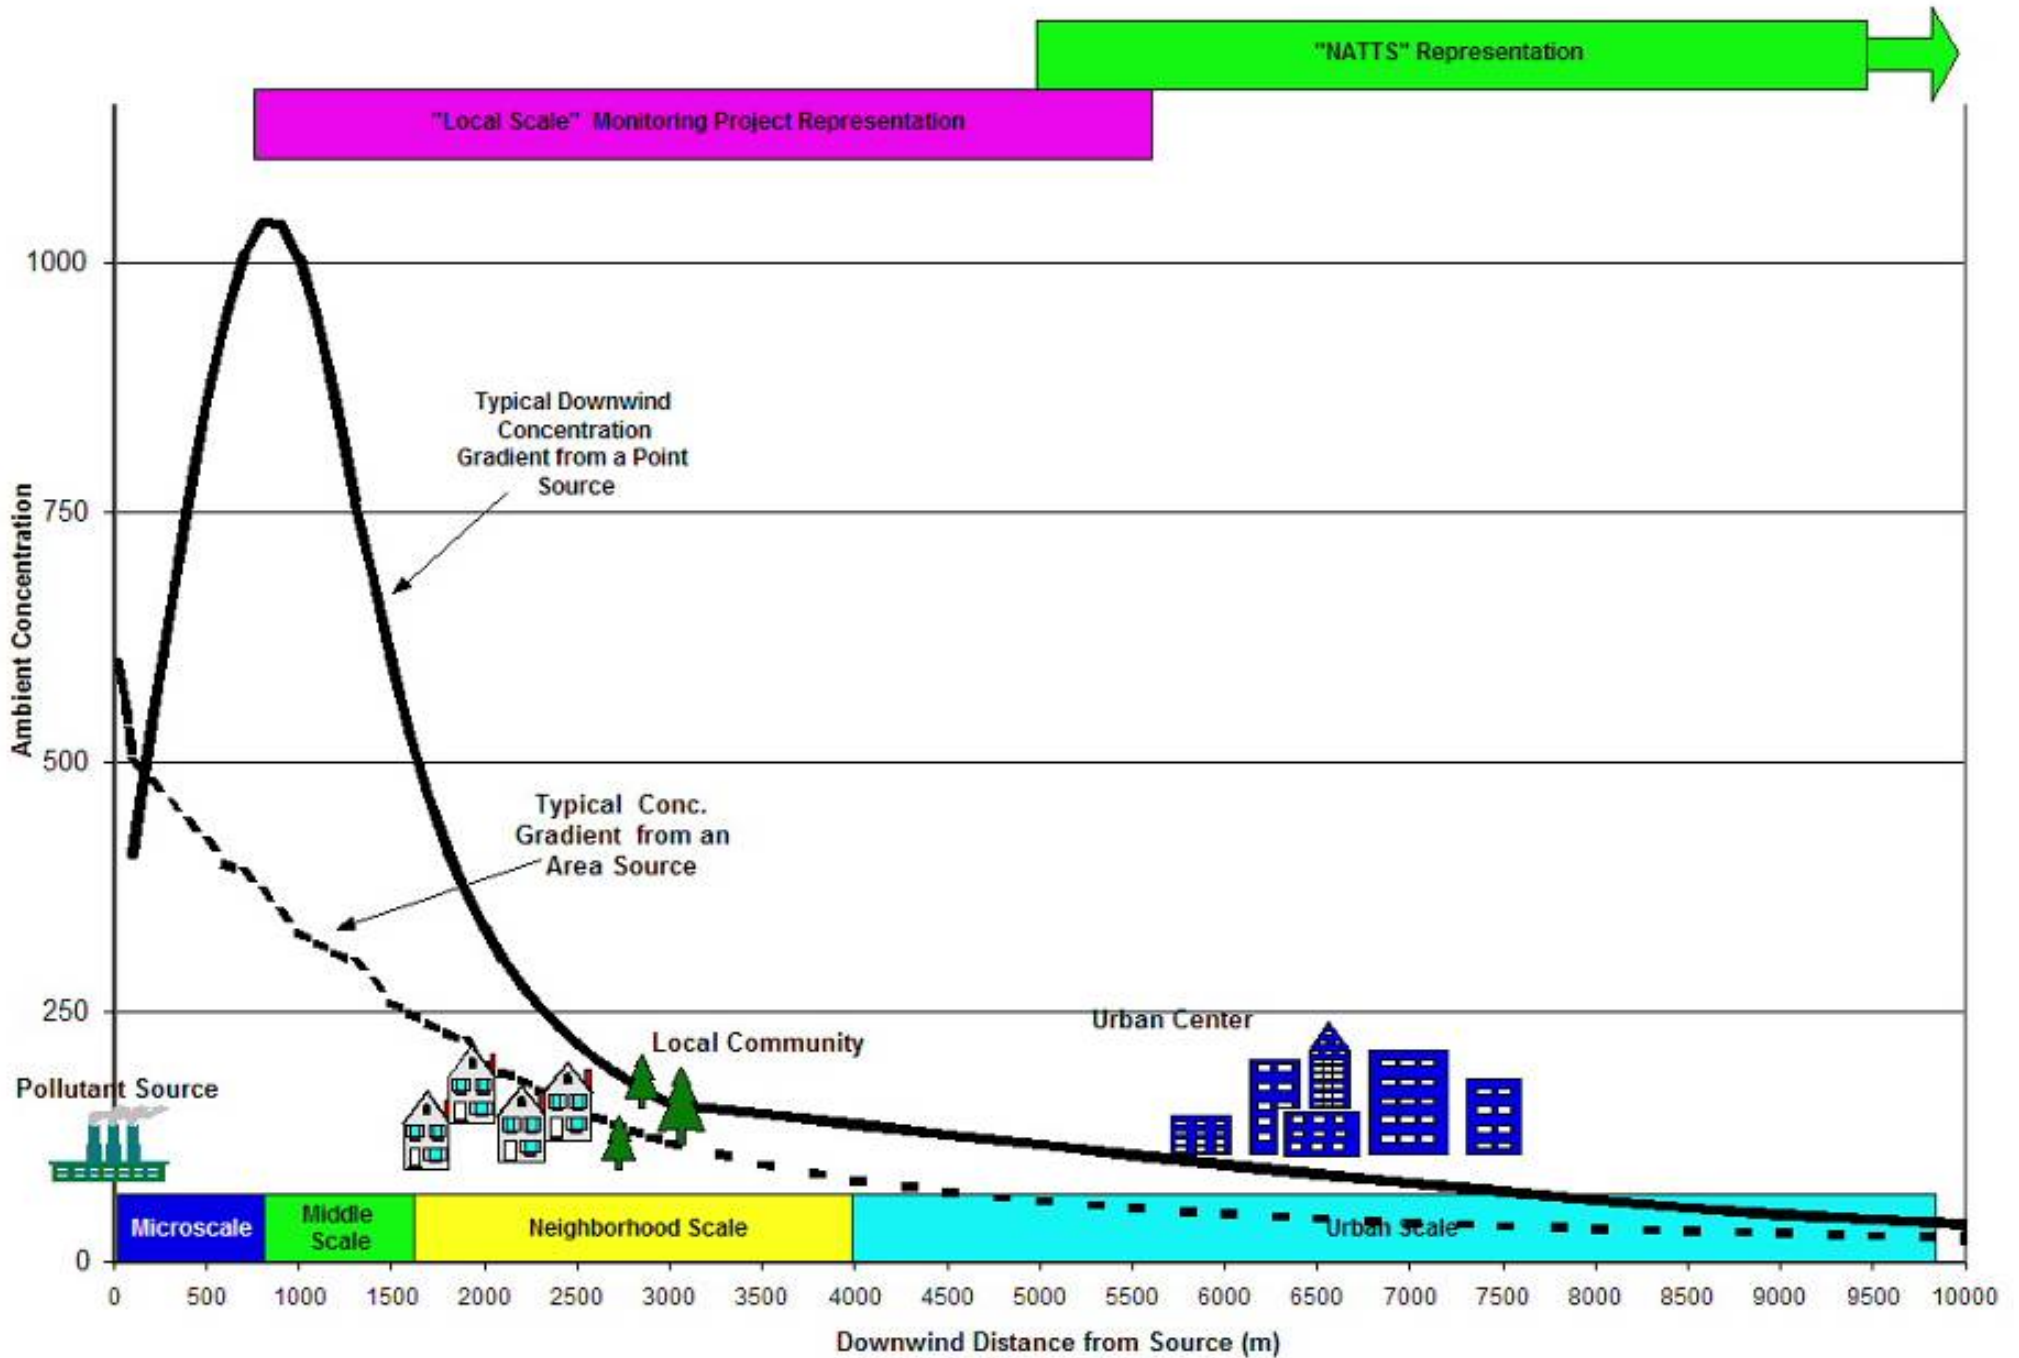 "NATTS" Representation
"Local Scale" Monitoring Project Representation
1000
750
500
250
0
Ambient Concentration
Typical Downwind
Concentration
Gradient from a Point
Source
Typical Conc.
Gradient from an
Area Source
Pollutant Source
Local Community
Urban Center
Microscale
Middle
Scale
Neighborhood Scale
Urban Scale
0 500 1000 1500 2000 2500 3000 3500 4000 4500 5000 5500 6000 6500 7000 7500 8000 8500 9000 9500 10000
Downwind Distance from Source (m)